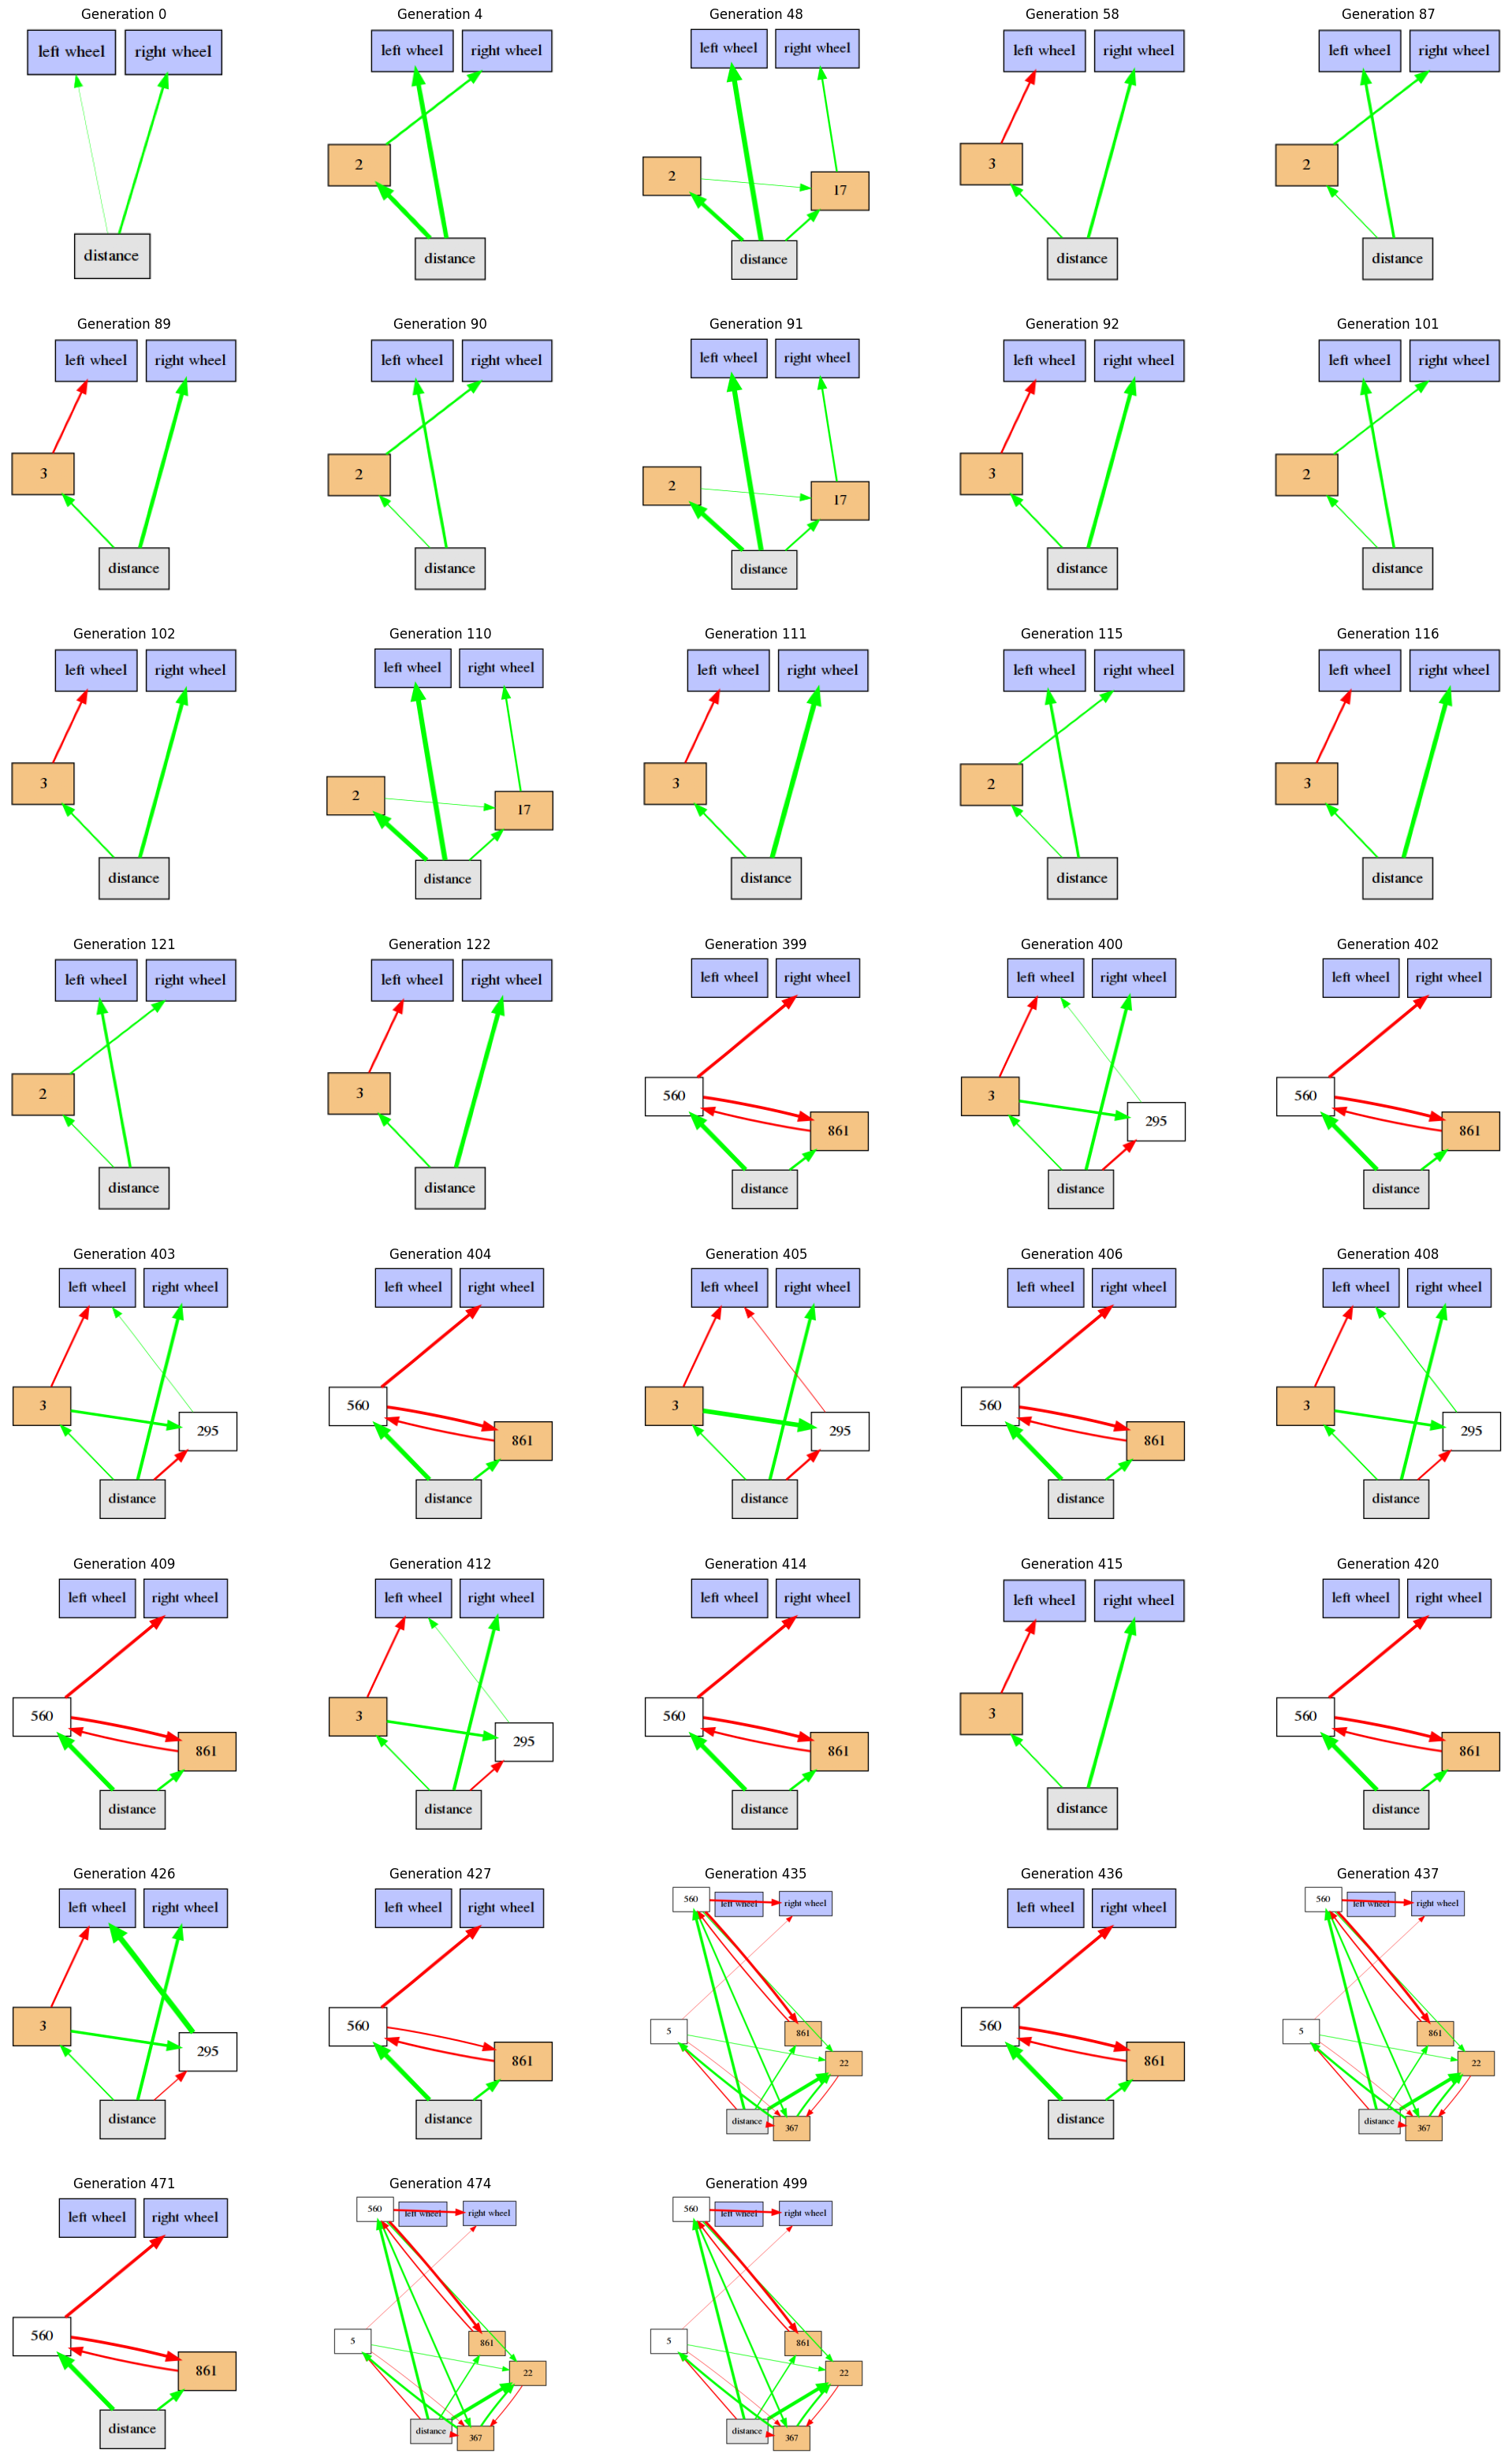 Generation 0
left wheel right wheel
distance
Generation 4
left wheel right wheel
2
distance
Generation 48
left wheel right wheel
2
17
distance
Generation 58
left wheel right wheel
3
distance
Generation 87
left wheel right wheel
2
distance
Generation 89
left wheel right wheel
3
distance
Generation 90
left wheel right wheel
2
distance
Generation 91
left wheel right wheel
2
17
distance
Generation 92
left wheel right wheel
3
distance
Generation 101
left wheel right wheel
2
distance
Generation 102
left wheel right wheel
3
distance
Generation 110
left wheel right wheel
2
17
distance
Generation 111
left wheel right wheel
3
distance
Generation 115
left wheel right wheel
2
distance
Generation 116
left wheel right wheel
3
distance
Generation 121
left wheel right wheel
2
distance
Generation 122
left wheel right wheel
3
distance
Generation 399
left wheel right wheel
560
861
distance
Generation 400
left wheel right wheel
3
295
distance
Generation 402
left wheel right wheel
560
861
distance
Generation 403
left wheel right wheel
3
295
distance
Generation 404
left wheel right wheel
560
861
distance
Generation 405
left wheel right wheel
3
295
distance
Generation 406
left wheel right wheel
560
861
distance
Generation 408
left wheel right wheel
3
295
distance
Generation 409
left wheel right wheel
560
861
distance
Generation 412
left wheel right wheel
3
295
distance
Generation 414
left wheel right wheel
560
861
distance
Generation 415
left wheel right wheel
3
distance
Generation 420
left wheel right wheel
560
861
distance
Generation 426
left wheel right wheel
3
295
distance
Generation 427
left wheel right wheel
560
861
distance
Generation 435
560 left wheel right wheel
5
861
22
distance
367
Generation 436
left wheel right wheel
560
861
distance
Generation 437
560 left wheel right wheel
5
861
22
distance
367
Generation 471
left wheel right wheel
560
861
distance
Generation 474
560 left wheel right wheel
5
861
22
distance
367
Generation 499
560 left wheel right wheel
5
861
22
distance
367